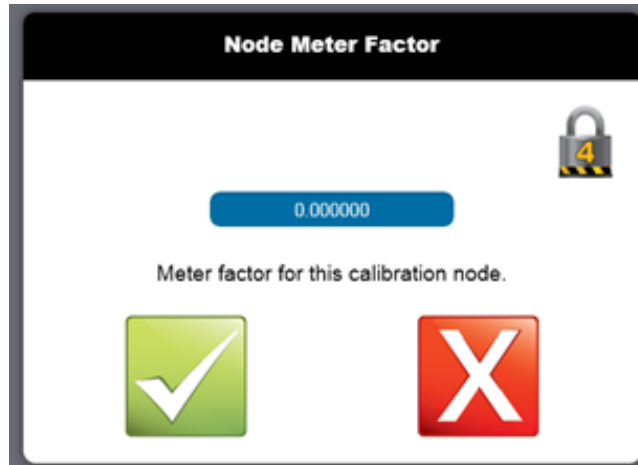 Node Meter Factor
4
0.000000
Meter factor for this calibration node.
X